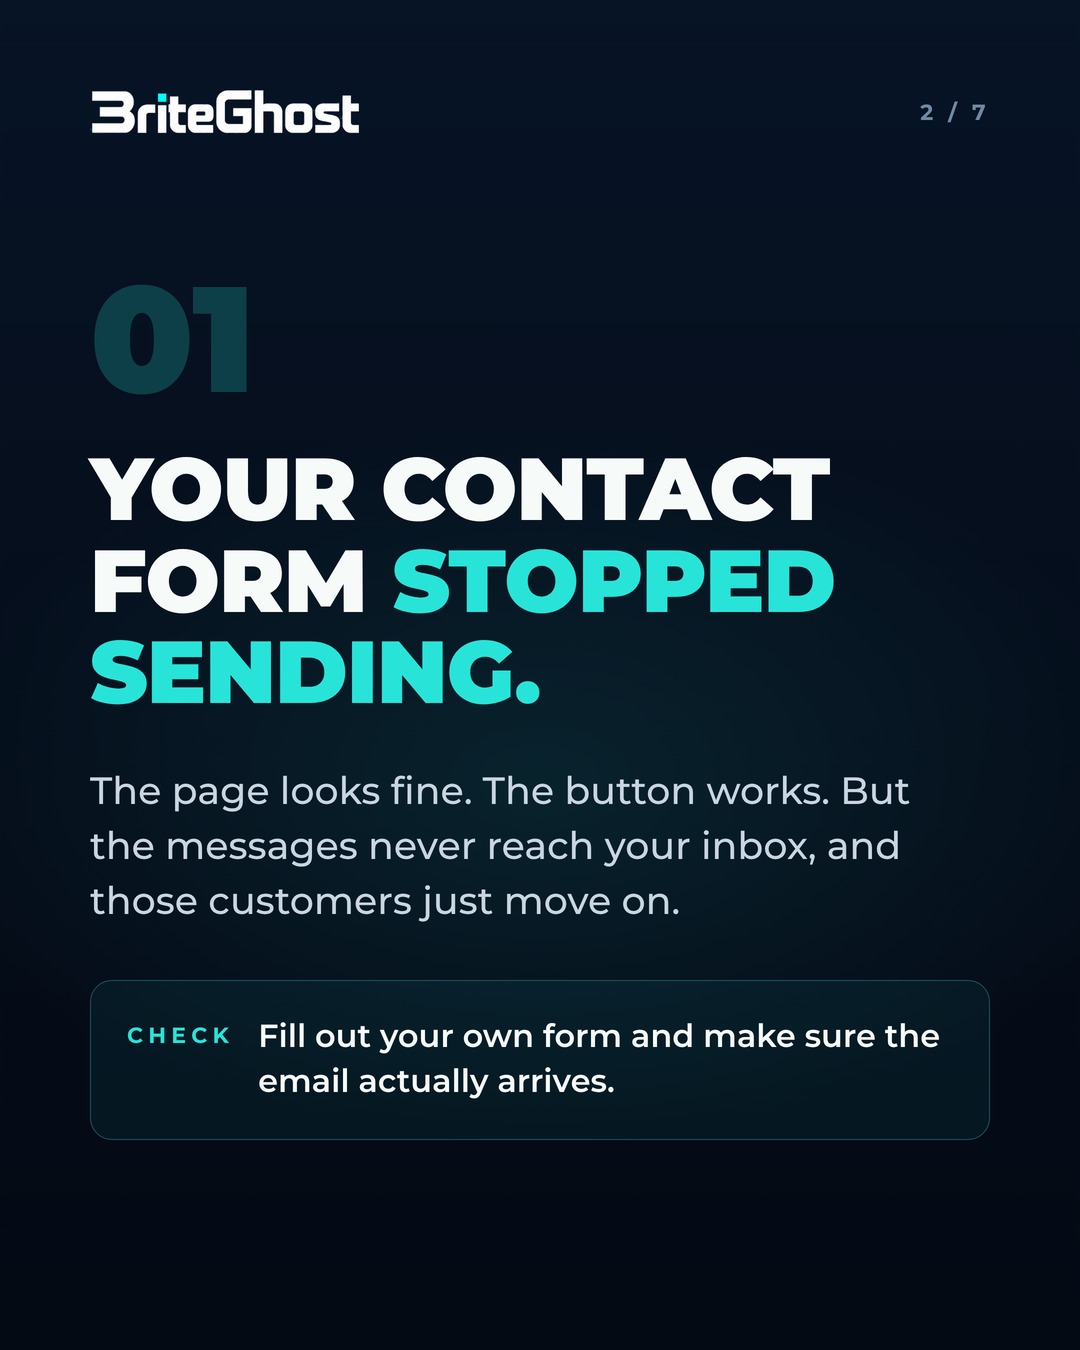 BriteGhost
2 / 7
01
YOUR CONTACT
FORM STOPPED
SENDING.
The page looks fine. The button works. But
the messages never reach your inbox, and
those customers just move on.
CHECK Fill out your own form and make sure the
email actually arrives.